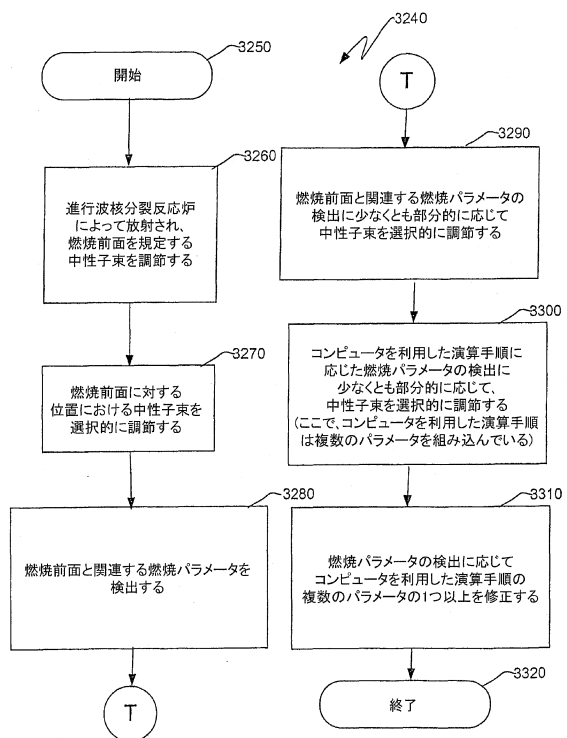 3240
3250
開始
3260
進行波核分裂反応炉
によって放射され、
燃焼前面を規定する
中性子束を調節する
3270
燃焼前面に対する
位置における中性子束を
選択的に調節する
3280
燃焼前面と関連する燃焼パラメータを
検出する
T
T
3290
燃焼前面と関連する燃焼パラメータの
検出に少なくとも部分的に応じて
中性子束を選択的に調節する
3300
コンピュータを利用した演算手順に
応じた燃焼パラメータの検出に
少なくとも部分的に応じて、
中性子束を選択的に調節する
(ここで、コンピュータを利用した演算手順
は複数のパラメータを組み込んでいる)
3310
燃焼パラメータの検出に応じて
コンピュータを利用した演算手順の
複数のパラメータの1つ以上を修正する
3320
終了